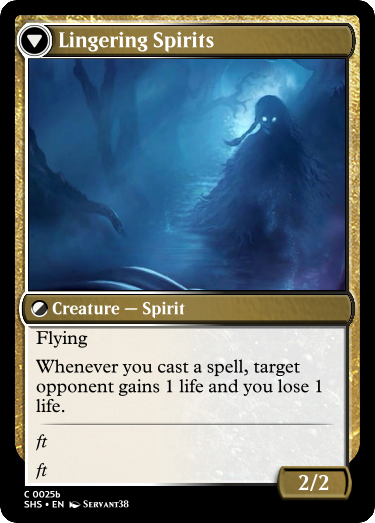 Lingering Spirits
Creature — Spirit
Flying
Whenever you cast a spell, target
opponent gains 1 life and you lose 1
life.
ft
ft
2/2
C 0025b
SHS • EN Servant38